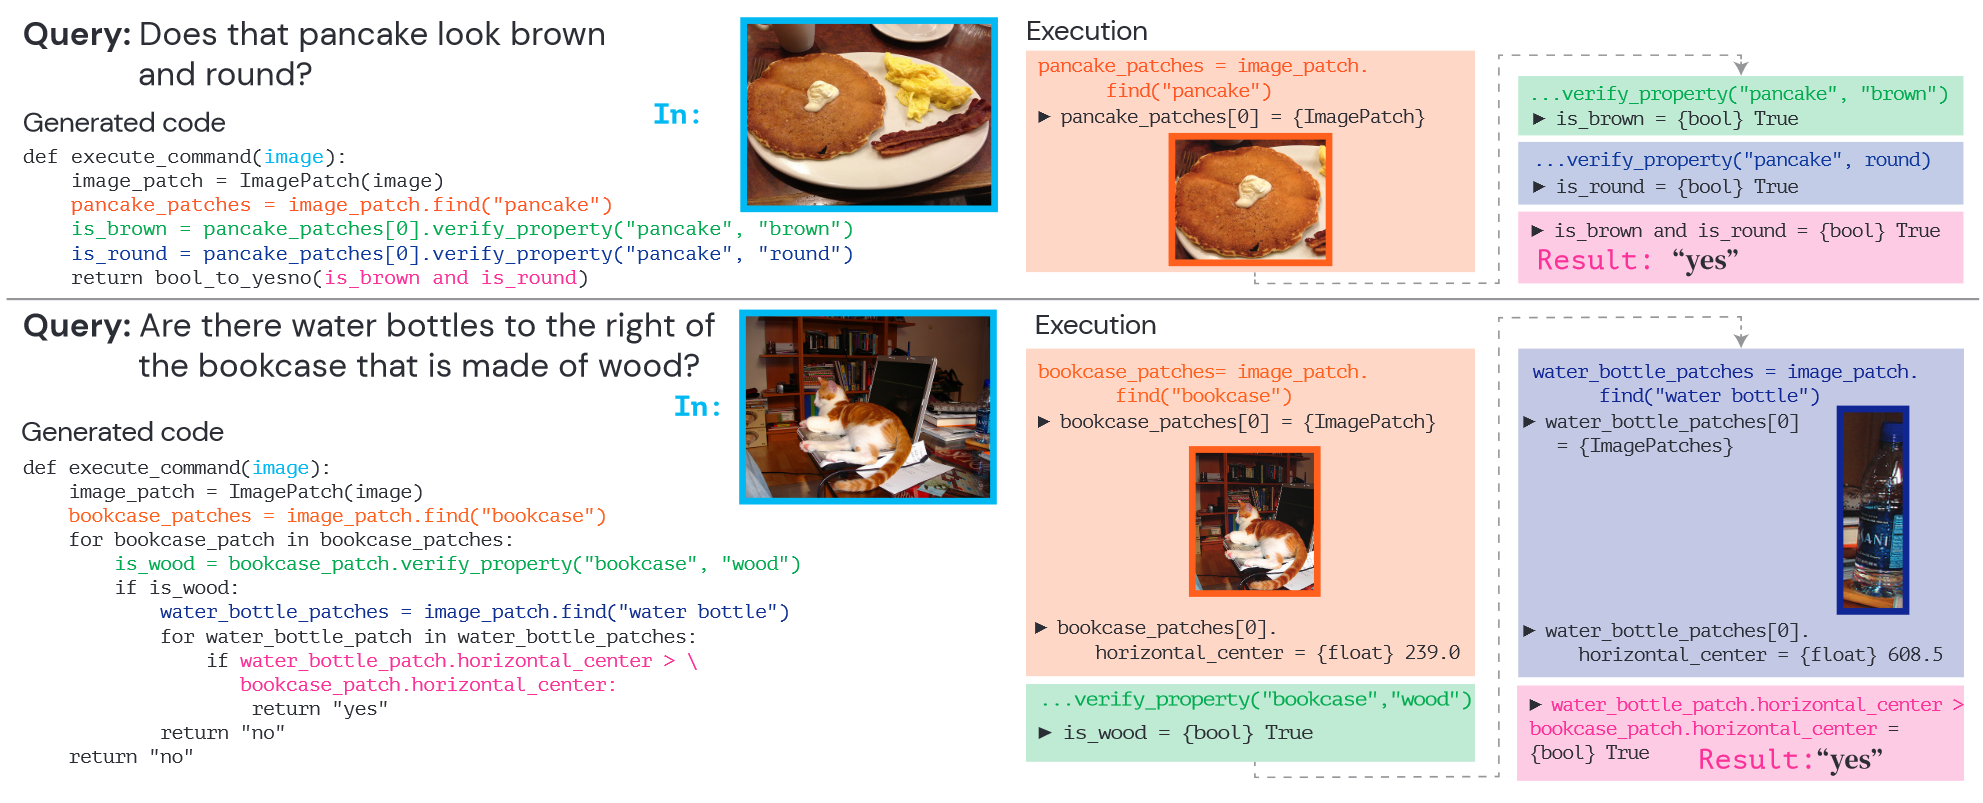 Query: Does that pancake look brown
and round?
In:
Generated code
def execute_command(image):
image_patch = ImagePatch(image)
pancake_patches = image_patch.find("pancake")
is_brown = pancake_patches[0].verify_property("pancake", "brown")
is_round = pancake_patches[0].verify_property("pancake", "round")
return bool_to_yesno(is_brown and is_round)
Execution
pancake_patches = image_patch.
find("pancake")
► pancake_patches[0] = {ImagePatch}
...verify_property("pancake", "brown")
► is_brown = {bool} True
...verify_property("pancake", round)
► is_round = {bool} True
► is_brown and is_round = {bool} True
Result: “yes”
Query: Are there water bottles to the right of
the bookcase that is made of wood?
In:
Generated code
def execute_command(image):
image_patch = ImagePatch(image)
bookcase_patches = image_patch.find("bookcase")
for bookcase_patch in bookcase_patches:
is_wood = bookcase_patch.verify_property("bookcase", "wood")
if is_wood:
water_bottle_patches = image_patch.find("water bottle")
for water_bottle_patch in water_bottle_patches:
if water_bottle_patch.horizontal_center > \
bookcase_patch.horizontal_center:
return "yes"
return "no"
return "no"
Execution
bookcase_patches= image_patch.
find("bookcase")
► bookcase_patches[0] = {ImagePatch}
► bookcase_patches[0].
horizontal_center = {float} 239.0
...verify_property("bookcase","wood")
► is_wood = {bool} True
water_bottle_patches = image_patch.
find("water bottle")
► water_bottle_patches[0]
= {ImagePatches}
► water_bottle_patches[0].
horizontal_center = {float} 608.5
► water_bottle_patch.horizontal_center >
bookcase_patch.horizontal_center =
{bool} True
Result:“yes”